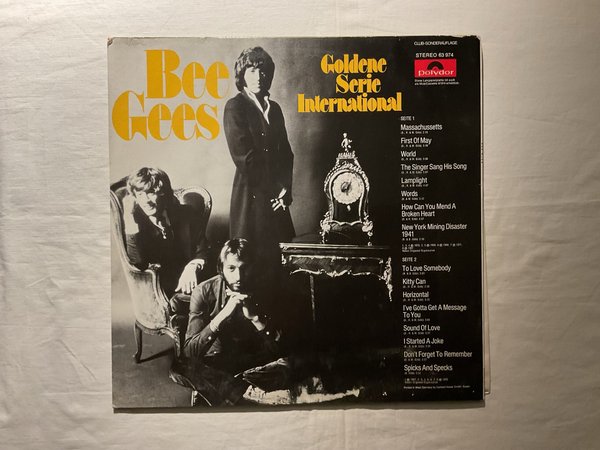 Bee
Gees
Goldene
Serie
International
CLUB-SONDERAUFLAGE
STEREO 63 974
Polydor
SEITE 1
Massachussetts
First Of May
World
The Singer Sang His Song
Lamplight
Words
How Can You Mend A
Broken Heart
New York Mining Disaster
1941
SEITE 2
To Love Somebody
Kitty Can
Horizontal
I've Gotta Get A Message
To You
Sound Of Love
I Started A Joke
Don't Forget To Remember
Spicks And Specks